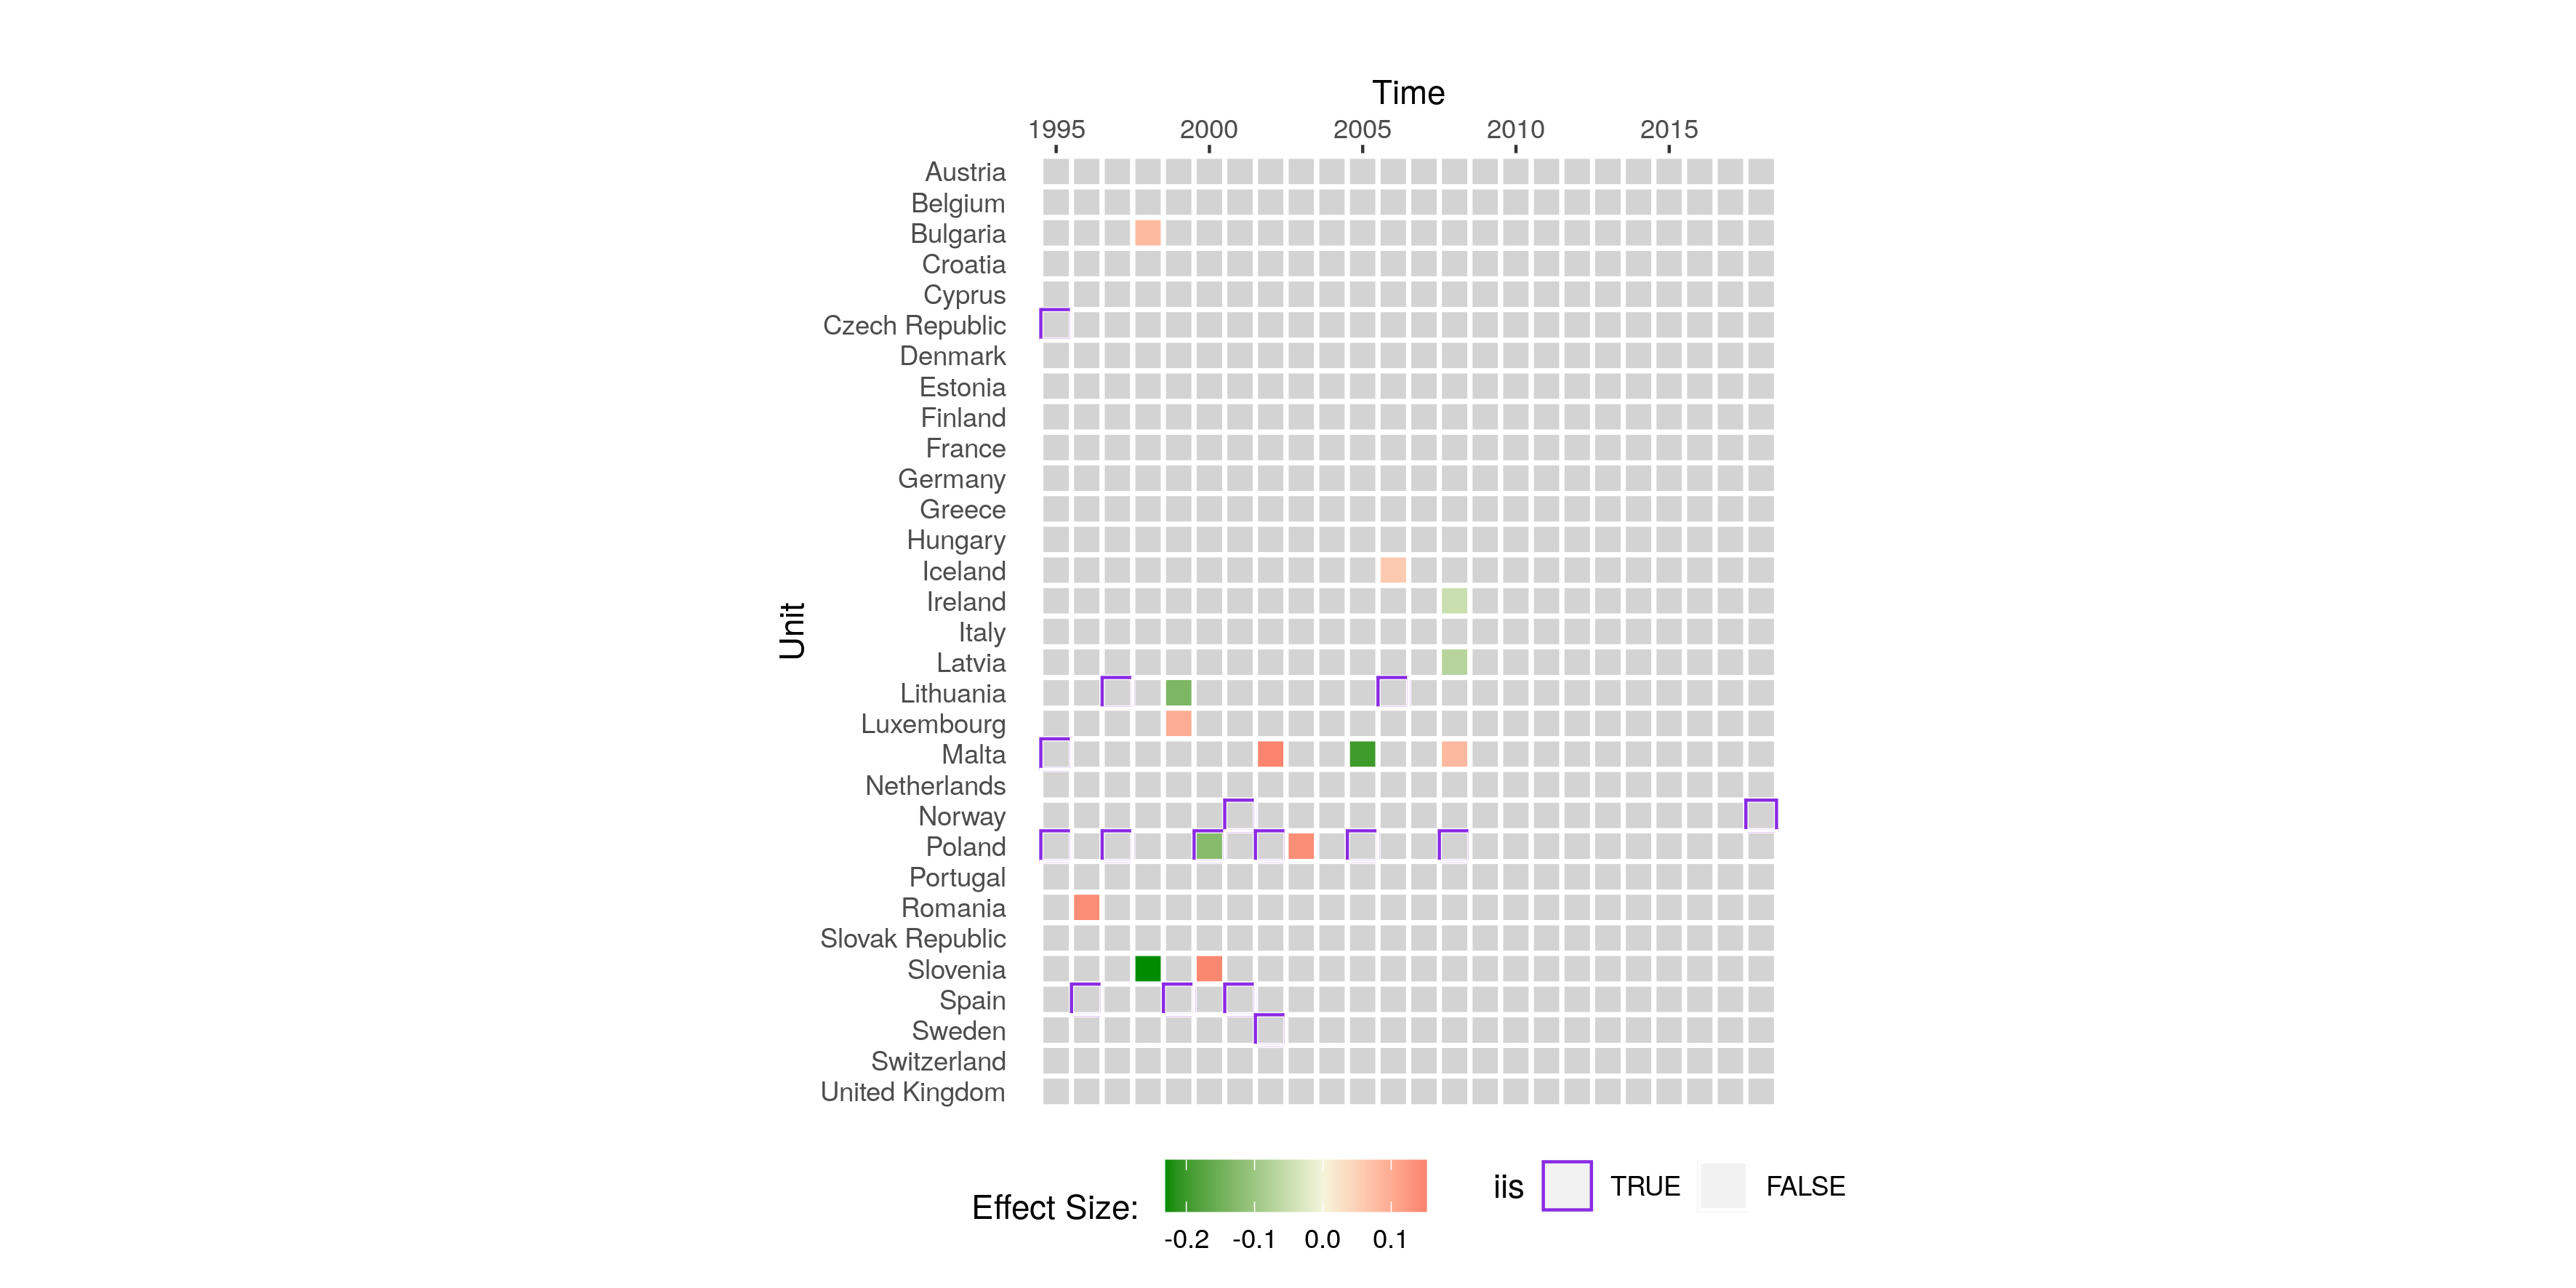 Time
1995 2000 2005 2010 2015
Unit
Austria
Belgium
Bulgaria
Croatia
Cyprus
Czech Republic
Denmark
Estonia
Finland
France
Germany
Greece
Hungary
Iceland
Ireland
Italy
Latvia
Lithuania
Luxembourg
Malta
Netherlands
Norway
Poland
Portugal
Romania
Slovak Republic
Slovenia
Spain
Sweden
Switzerland
United Kingdom
Effect Size:
-0.2 -0.1 0.0 0.1
iis TRUE FALSE